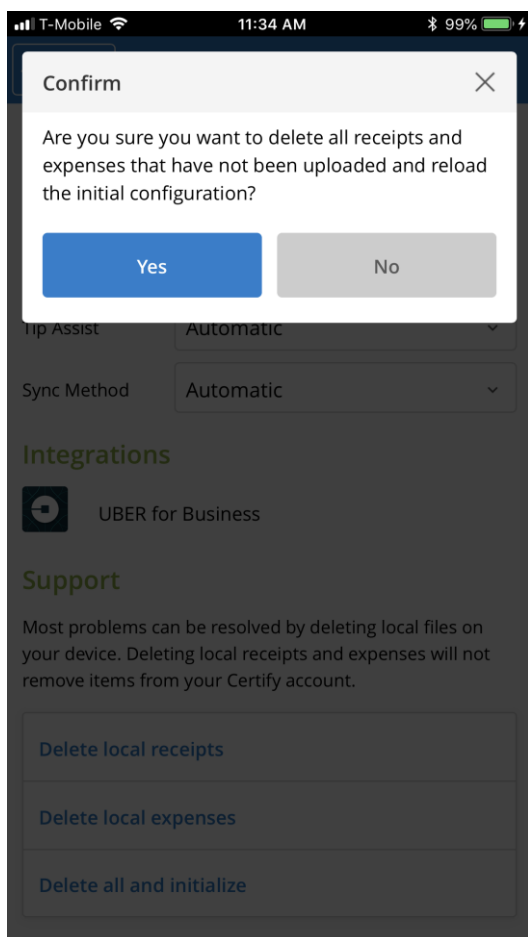 T-Mobile 11:34 AM 99%
Confirm
Are you sure you want to delete all receipts and
expenses that have not been uploaded and reload
the initial configuration?
Yes No
Tip Assist Automatic
Sync Method Automatic
Integrations
UBER for Business
Support
Most problems can be resolved by deleting local files on
your device. Deleting local receipts and expenses will not
remove items from your Certify account.
Delete local receipts
Delete local expenses
Delete all and initialize